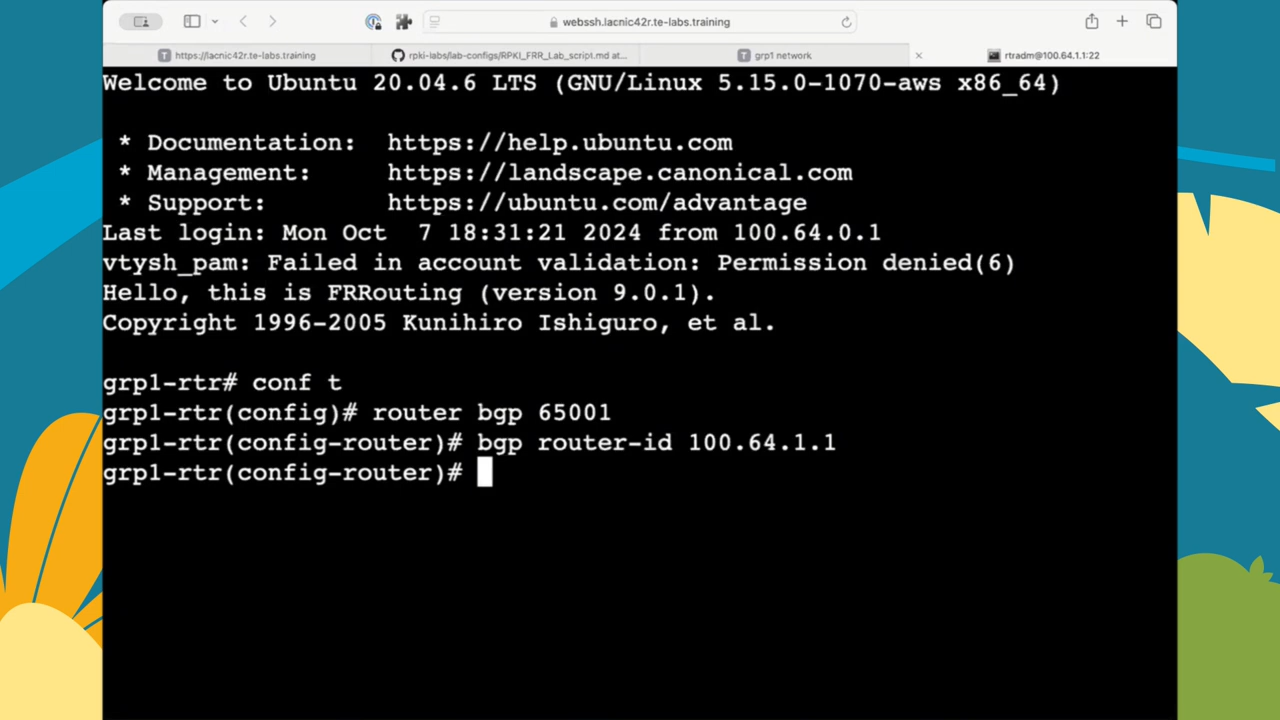 webssh.lacnic42r.te-labs.training
https://lacnic42r.te-labs.training
rpki-labs/lab-configs/RPKI_FRR_Lab_script.md at...
grp1 network
rtradm@100.64.1.1:22
Welcome to Ubuntu 20.04.6 LTS (GNU/Linux 5.15.0-1070-aws x86_64)
* Documentation:  https://help.ubuntu.com
* Management:     https://landscape.canonical.com
* Support:        https://ubuntu.com/advantage
Last login: Mon Oct  7 18:31:21 2024 from 100.64.0.1
vtysh_pam: Failed in account validation: Permission denied(6)
Hello, this is FRRouting (version 9.0.1).
Copyright 1996-2005 Kunihiro Ishiguro, et al.
grp1-rtr# conf t
grp1-rtr(config)# router bgp 65001
grp1-rtr(config-router)# bgp router-id 100.64.1.1
grp1-rtr(config-router)#